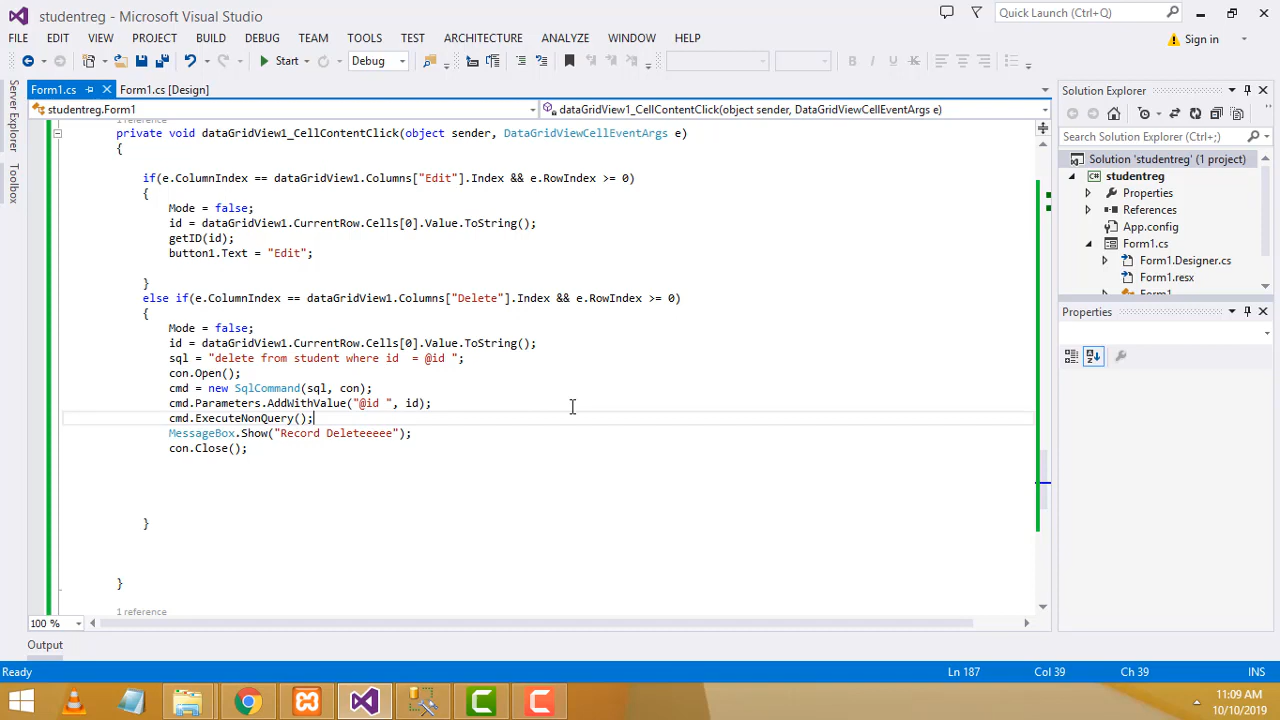 studentreg - Microsoft Visual Studio
Quick Launch (Ctrl+Q)
FILE EDIT VIEW PROJECT BUILD DEBUG TEAM TOOLS TEST ARCHITECTURE ANALYZE WINDOW HELP
Sign in
Start Debug
Server Explorer
Toolbox
Form1.cs Form1.cs [Design]
studentreg.Form1 dataGridView1_CellContentClick(object sender, DataGridViewCellEventArgs e)
1 reference
private void dataGridView1_CellContentClick(object sender, DataGridViewCellEventArgs e)
{
if(e.ColumnIndex == dataGridView1.Columns["Edit"].Index && e.RowIndex >= 0)
{
Mode = false;
id = dataGridView1.CurrentRow.Cells[0].Value.ToString();
getID(id);
button1.Text = "Edit";
}
else if(e.ColumnIndex == dataGridView1.Columns["Delete"].Index && e.RowIndex >= 0)
{
Mode = false;
id = dataGridView1.CurrentRow.Cells[0].Value.ToString();
sql = "delete from student where id  = @id ";
con.Open();
cmd = new SqlCommand(sql, con);
cmd.Parameters.AddWithValue("@id ", id);
cmd.ExecuteNonQuery();
MessageBox.Show("Record Deleteeeee");
con.Close();
}
}
1 reference
100 %
Solution Explorer
Search Solution Explorer (Ctrl+;)
Solution 'studentreg' (1 project)
studentreg
Properties
References
App.config
Form1.cs
Form1.Designer.cs
Form1.resx
Form1
Properties
Output
Ready Ln 187 Col 39 Ch 39 INS
11:09 AM
10/10/2019